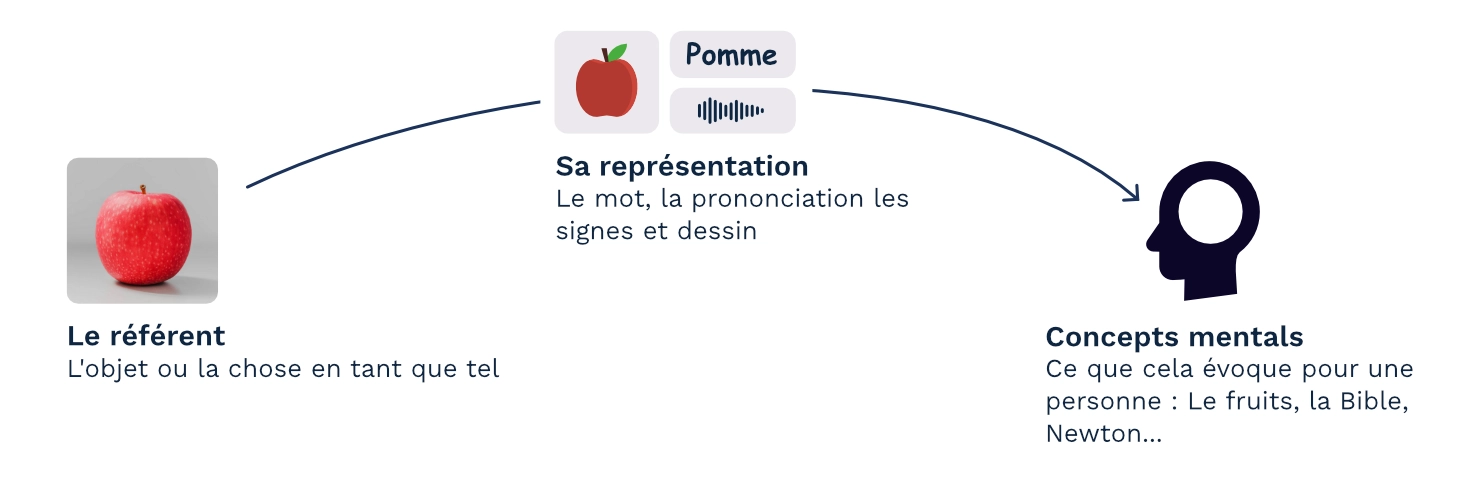 Pomme
Sa représentation
Le mot, la prononciation les
signes et dessin
Le référent
L'objet ou la chose en tant que tel
Concepts mentals
Ce que cela évoque pour une
personne : Le fruits, la Bible,
Newton...